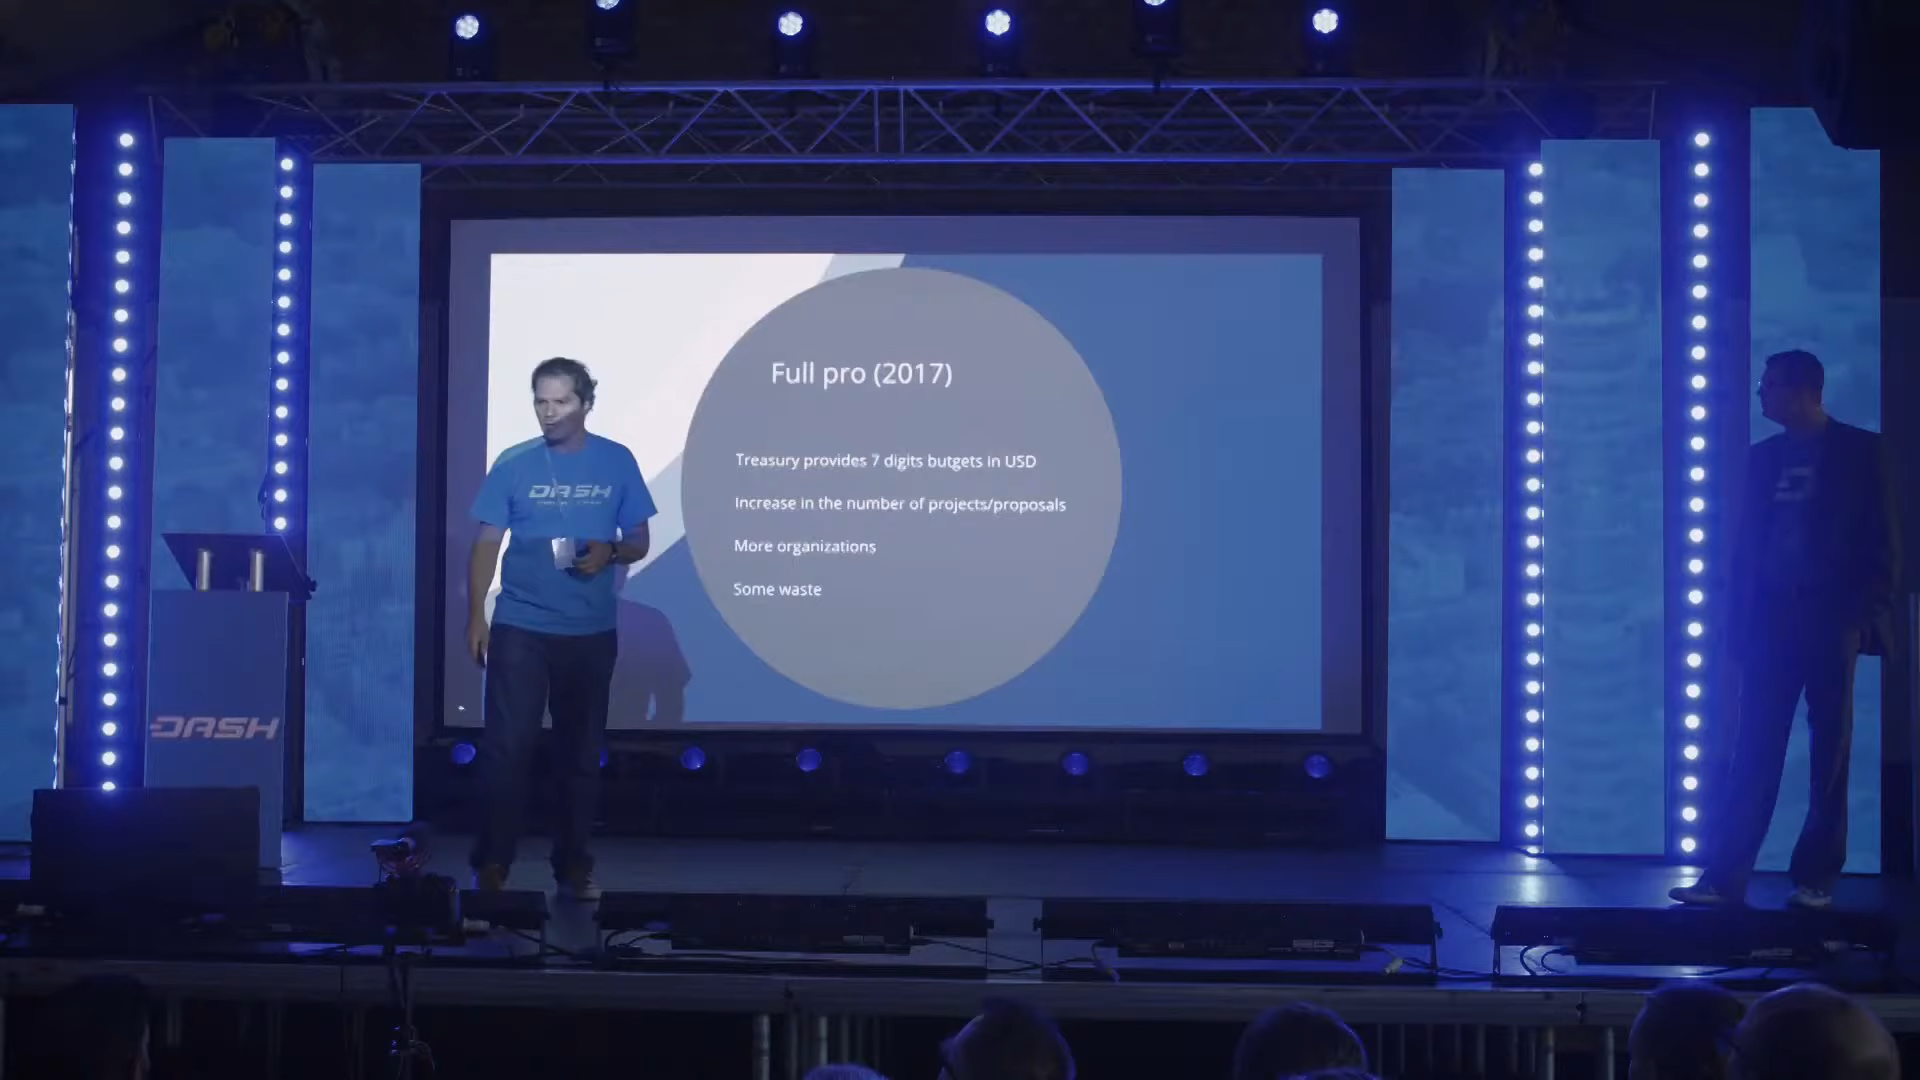 Full pro (2017)
Treasury provides 7 digits butgets in USD
Increase in the number of projects/proposals
More organizations
Some waste
DASH
DASH